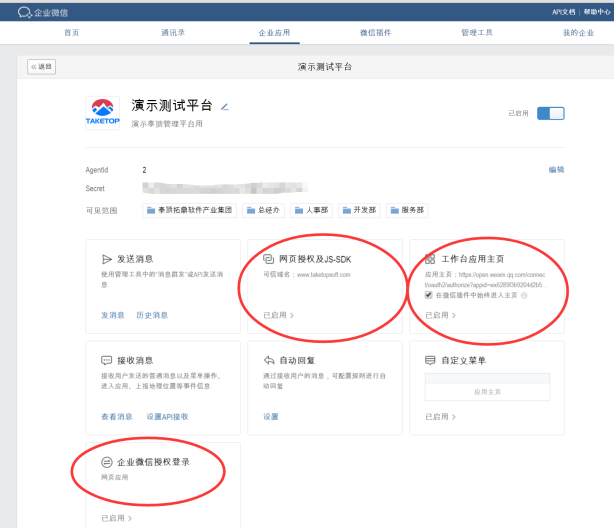 企业微信
API文档 | 帮助中心
首页 通讯录 企业应用 微信插件 管理工具 我的企业
« 返回
演示测试平台
TAKETOP
演示测试平台
演示泰顶管理平台用
已启用
AgentId 2
编辑
Secret
可见范围 泰顶拓鼎软件产业集团 总经办 人事部 开发部 服务部
发送消息
使用管理工具中的"消息群发"或API发送消
息
发消息 历史消息
网页授权及JS-SDK
可信域名：www.taketopsoft.com
已启用 >
工作台应用主页
应用主页：https://open.weixin.qq.com/connec
t/oauth2/authorize?appid=wx6289f3b9204d2b5...
在微信插件中始终进入主页
已启用 >
接收消息
接收用户发送的普通消息以及菜单操作、
进入应用、上报地理位置等事件信息
查看消息 设置API接收
自动回复
通过接收用户的消息，可配置规则进行自
动回复
设置
自定义菜单
应用主页
已启用 >
企业微信授权登录
网页应用
已启用 >